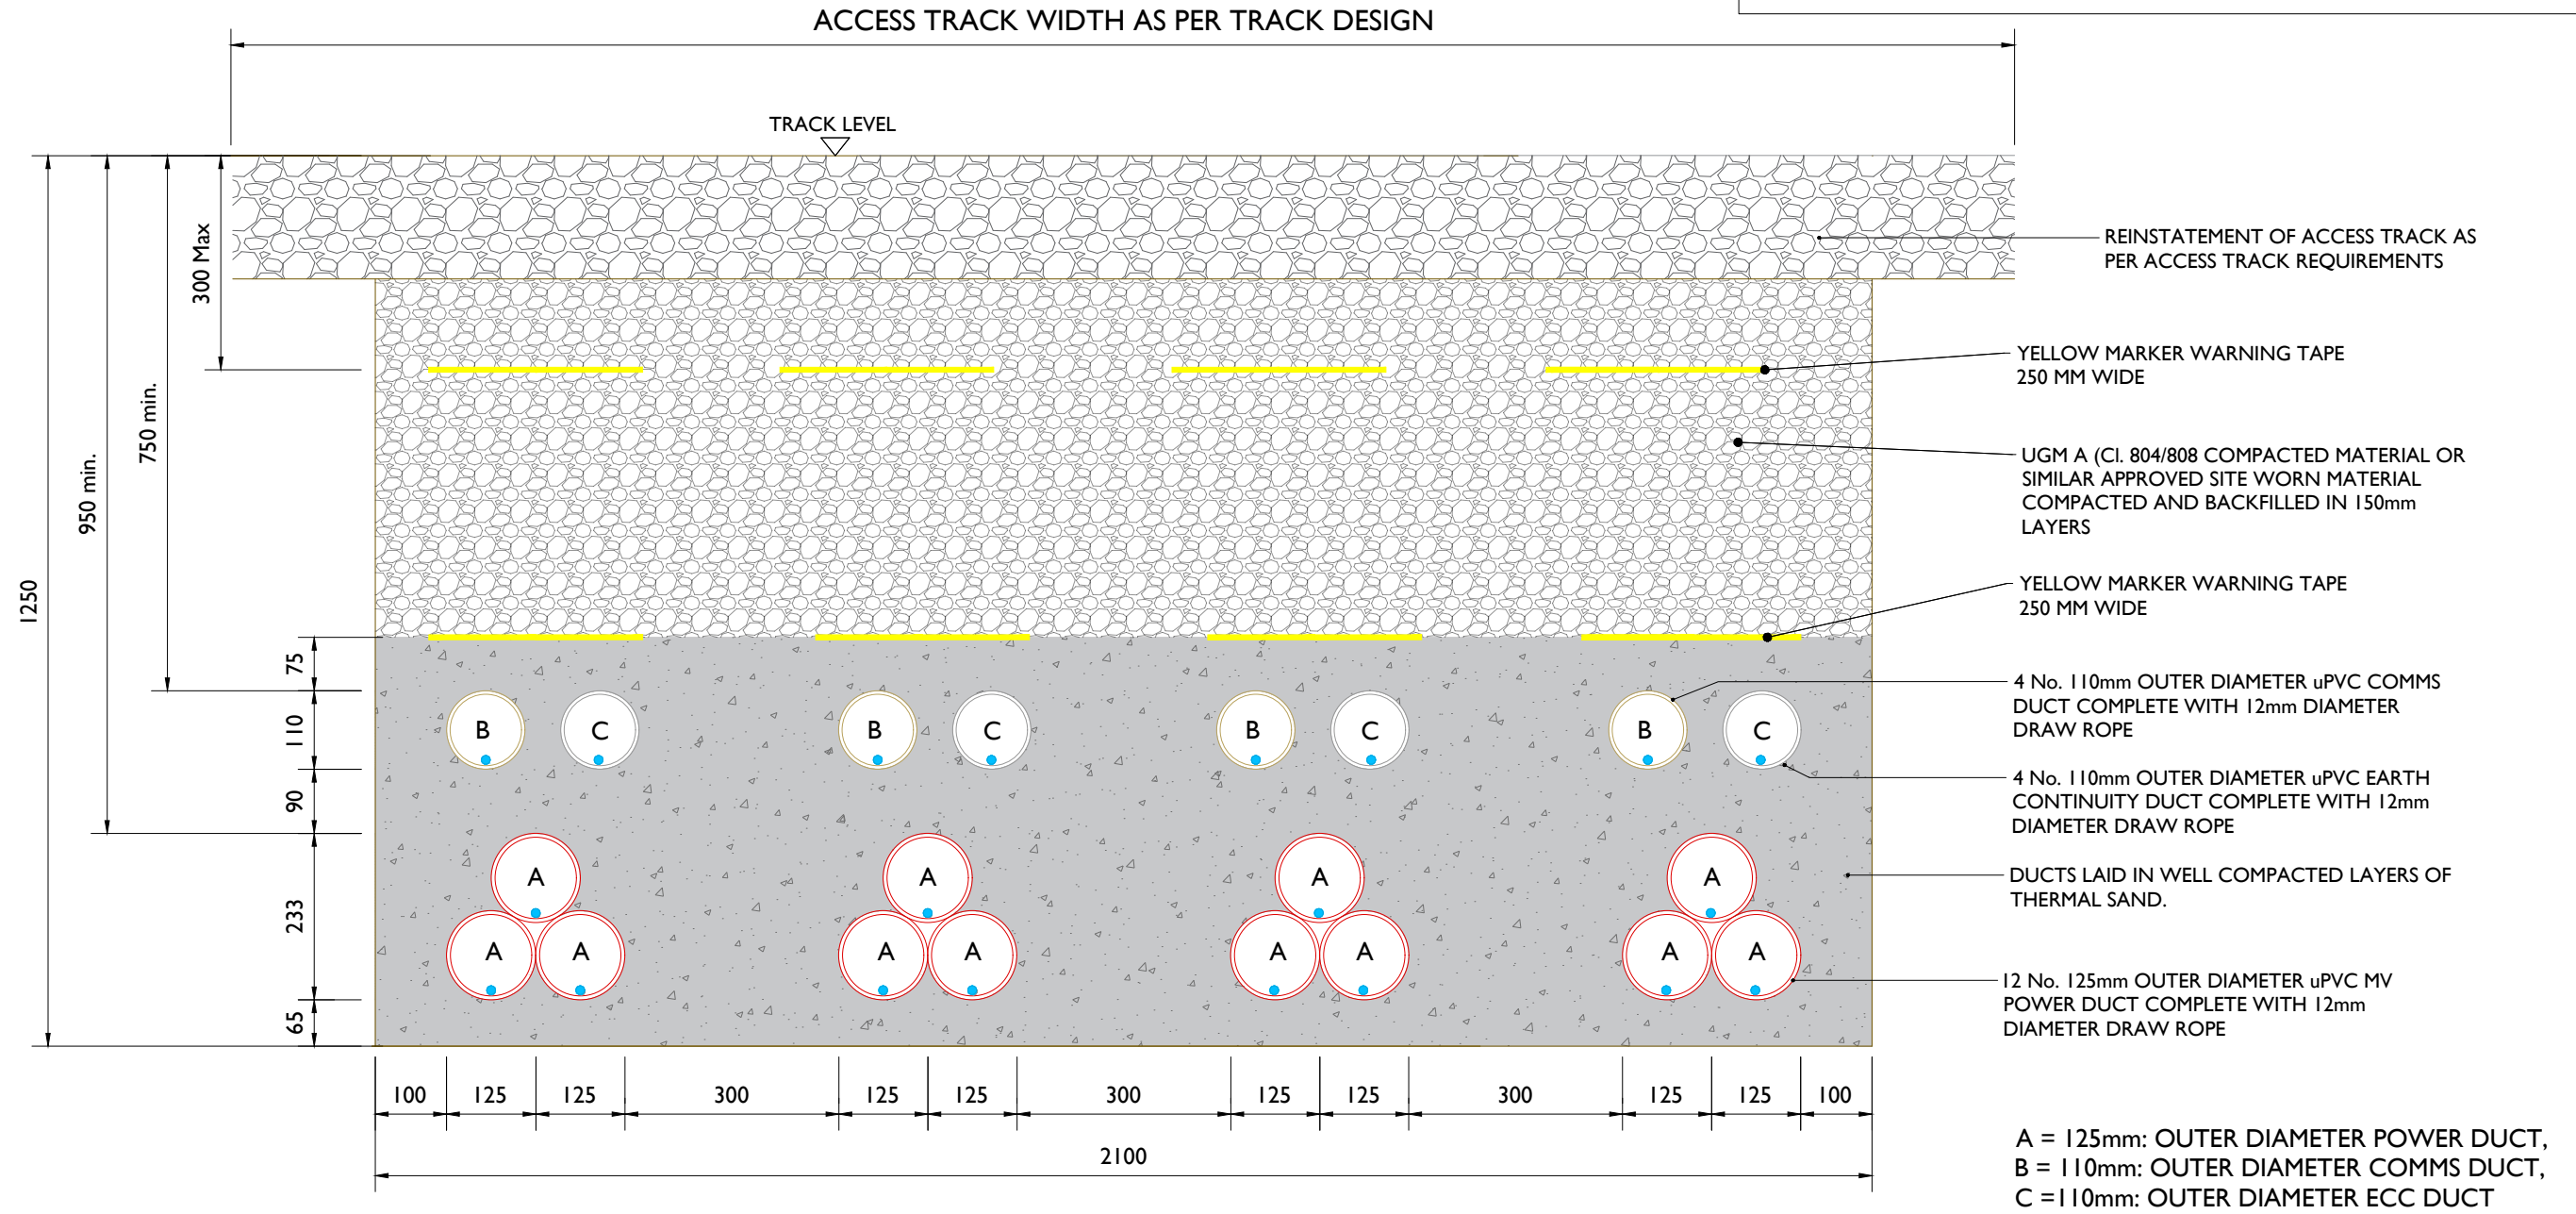 ACCESS TRACK WIDTH AS PER TRACK DESIGN
TRACK LEVEL
300 Max
750 min.
950 min.
1250
75
110
90
233
65
REINSTATEMENT OF ACCESS TRACK AS
PER ACCESS TRACK REQUIREMENTS
YELLOW MARKER WARNING TAPE
250 MM WIDE
UGM A (Cl. 804/808 COMPACTED MATERIAL OR
SIMILAR APPROVED SITE WORN MATERIAL
COMPACTED AND BACKFILLED IN 150mm
LAYERS
YELLOW MARKER WARNING TAPE
250 MM WIDE
4 No. 110mm OUTER DIAMETER uPVC COMMS
DUCT COMPLETE WITH 12mm DIAMETER
DRAW ROPE
4 No. 110mm OUTER DIAMETER uPVC EARTH
CONTINUITY DUCT COMPLETE WITH 12mm
DIAMETER DRAW ROPE
DUCTS LAID IN WELL COMPACTED LAYERS OF
THERMAL SAND.
12 No. 125mm OUTER DIAMETER uPVC MV
POWER DUCT COMPLETE WITH 12mm
DIAMETER DRAW ROPE
B C B C B C B C
A A A A
A A A A A A A A
100 125 125 300 125 125 300 125 125 300 125 125 100
2100
A = 125mm: OUTER DIAMETER POWER DUCT,
B = 110mm: OUTER DIAMETER COMMS DUCT,
C =110mm: OUTER DIAMETER ECC DUCT